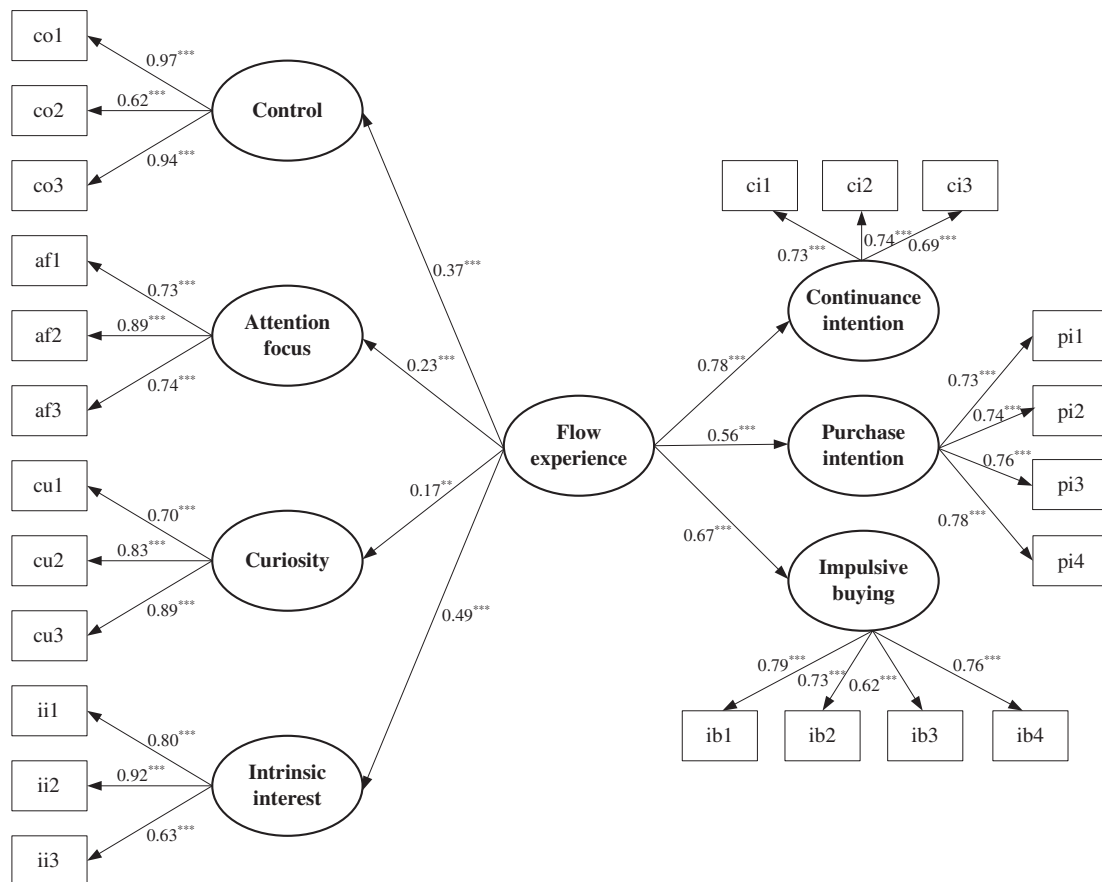 co1
0.97***
co2
0.62***
Control
co3
0.94***
af1
0.73***
af2
0.89***
Attention
focus
af3
0.74***
cu1
0.70***
cu2
0.83***
Curiosity
cu3
0.89***
ii1
0.80***
ii2
0.92***
Intrinsic
interest
ii3
0.63***
0.37***
0.23***
0.17**
0.49***
Flow
experience
0.78***
0.56***
0.67***
ci1
ci2
ci3
0.73***
0.74***
0.69***
Continuance
intention
Purchase
intention
0.73***
0.74***
0.76***
0.78***
pi1
pi2
pi3
pi4
Impulsive
buying
0.79***
0.73***
0.62***
0.76***
ib1
ib2
ib3
ib4